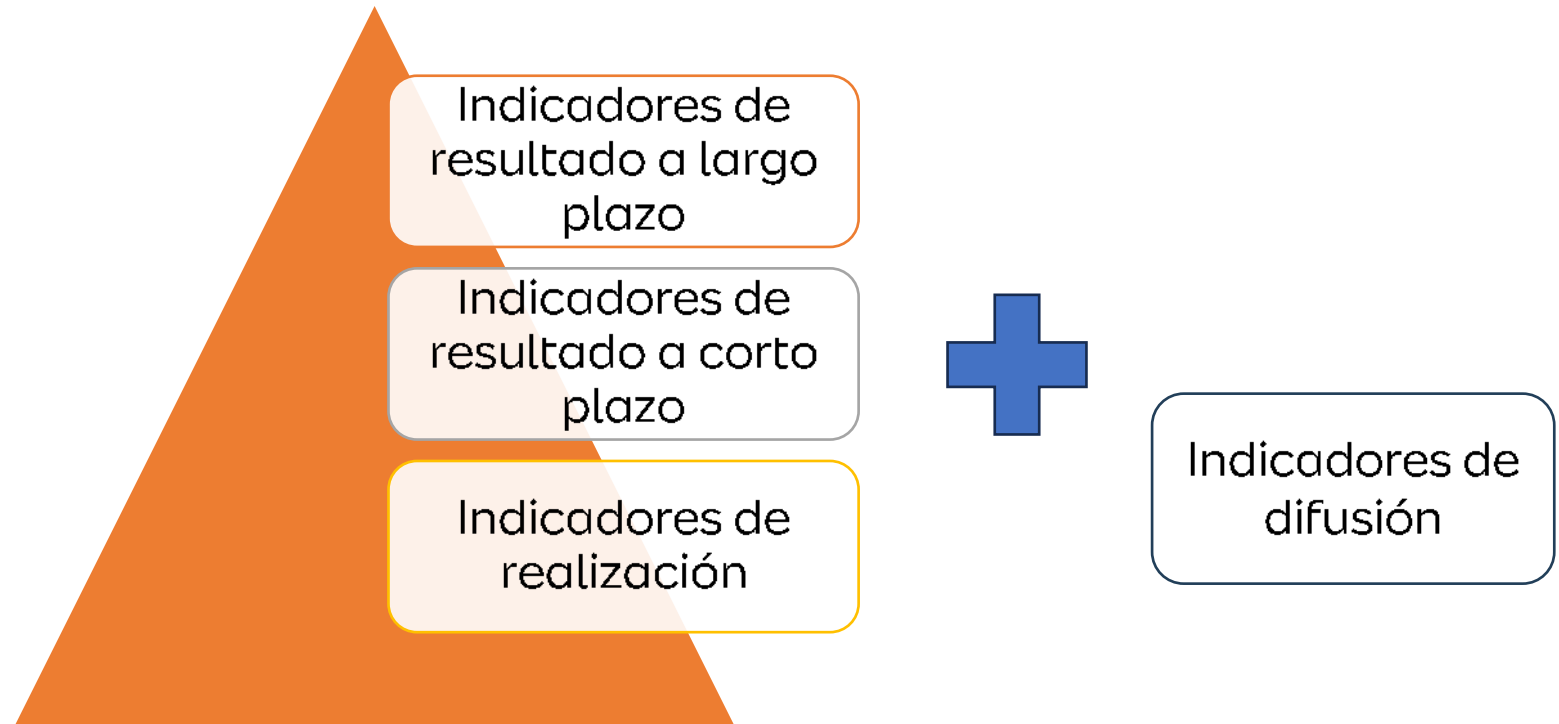 Indicadores de
resultado a largo
plazo
Indicadores de
resultado a corto
plazo
Indicadores de
realización
Indicadores de
difusión